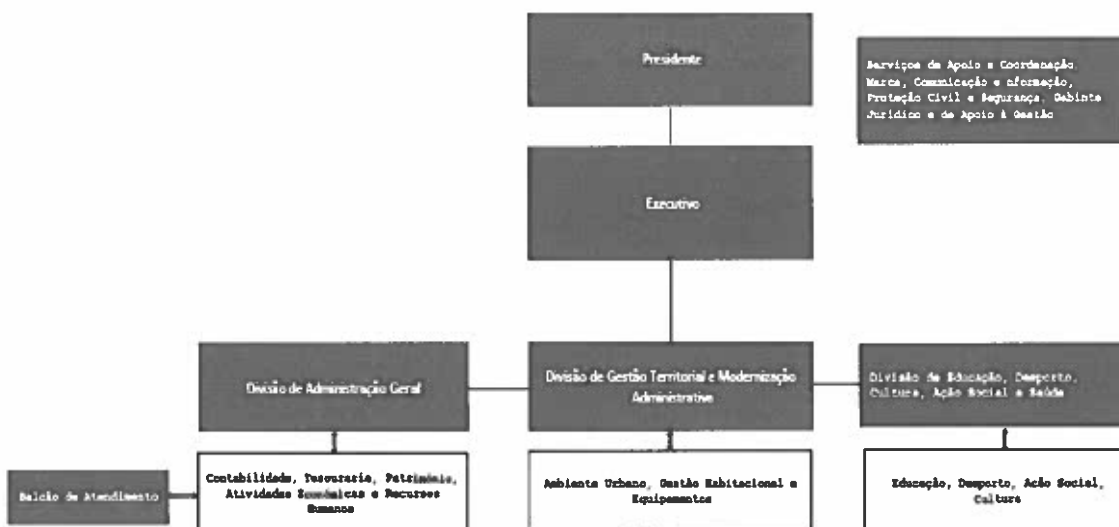 Presidente
Serviços de Apoio e Coordenação
Marca, Comunicação e nformação,
Proteção Civil e Segurança. Gabinte
Jurídico e de Apoio à Gestão
Executivo
Divisão de Administração Geral
Divisão de Gestão Territorial e Modernização
Administrativa
Divisão de Educação, Desporto,
Cultura, Ação Social e Saúde
Balcão de Atendimento
Contabilidade, Tesouraria, Património,
Atividades Económicas e Recursos
Humanos
Ambiente Urbano, Gestão Habitacional e
Equipamentos
Educação, Desporto, Ação Social,
Cultura